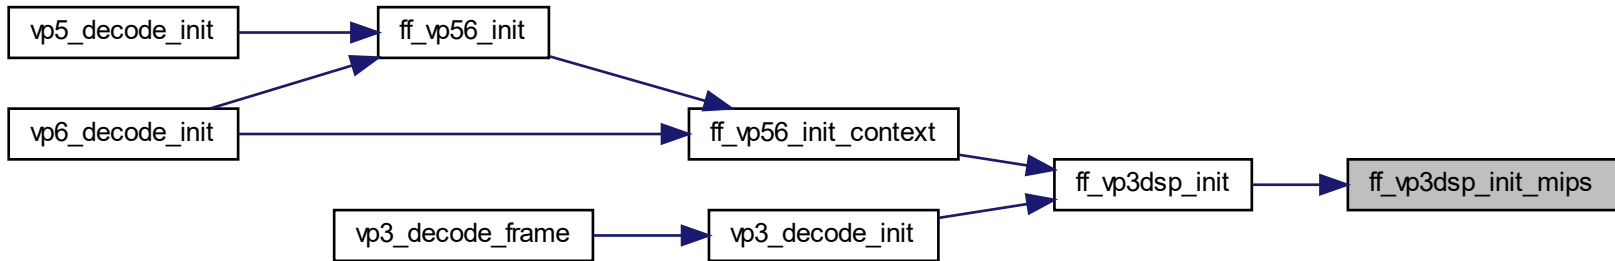 vp5_decode_init
ff_vp56_init
vp6_decode_init
ff_vp56_init_context
ff_vp3dsp_init
ff_vp3dsp_init_mips
vp3_decode_frame
vp3_decode_init